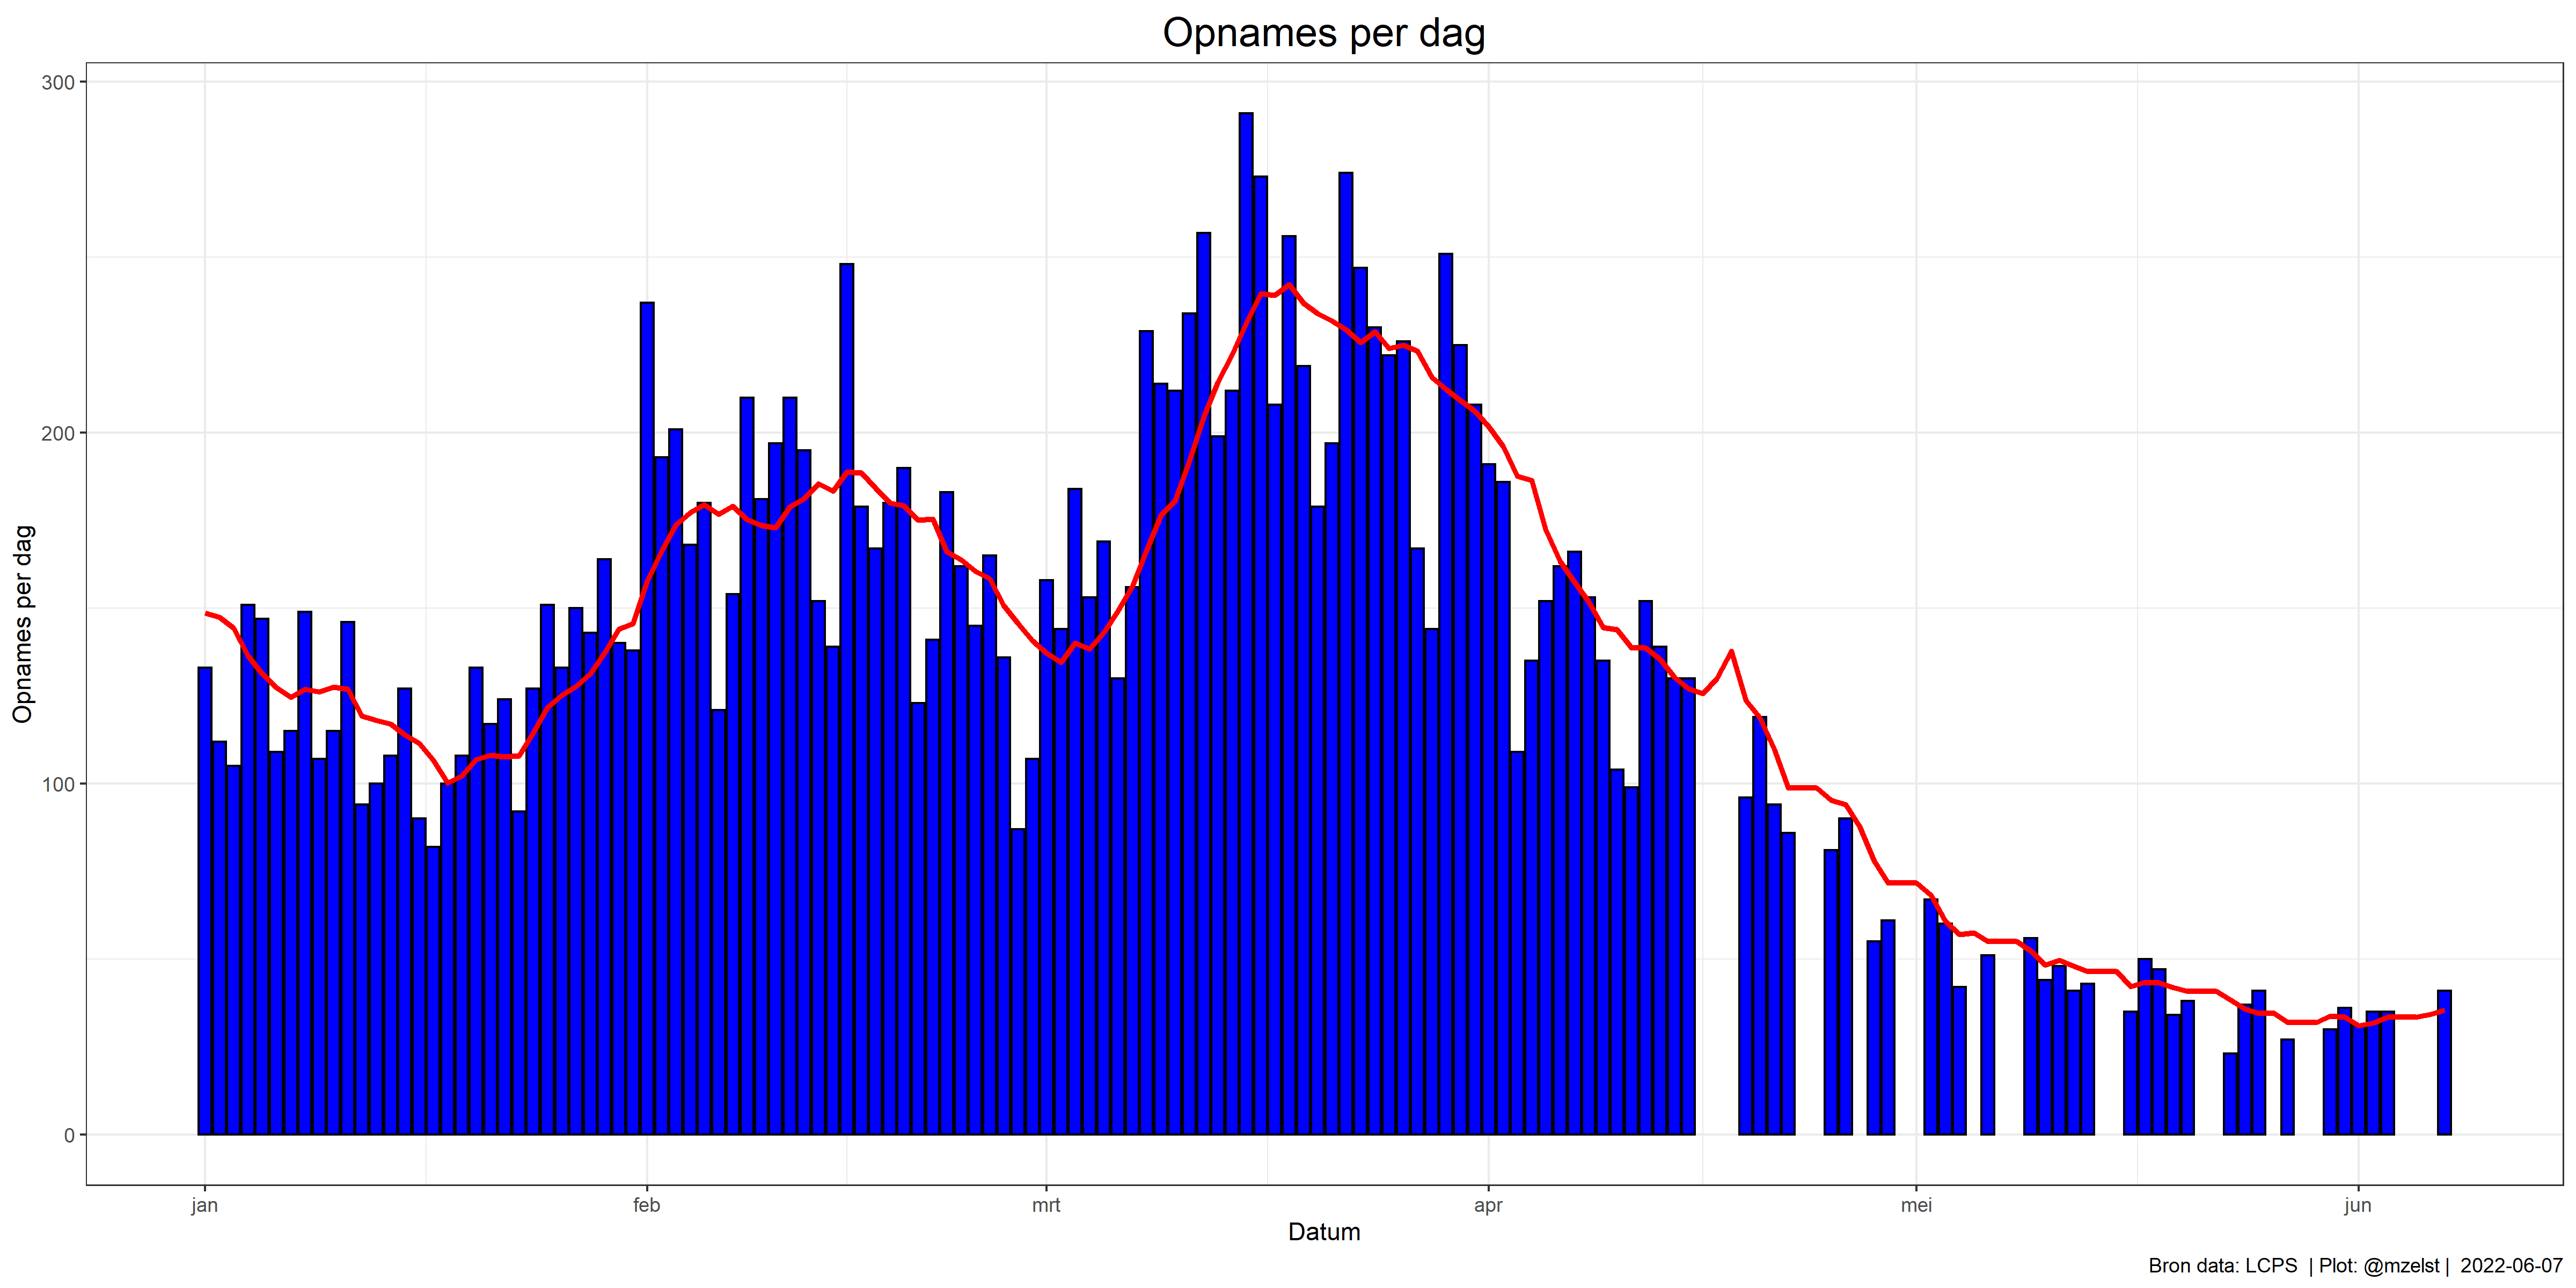 Opnames per dag
300
200
100
0
Opnames per dag
jan feb mrt apr mei jun
Datum
Bron data: LCPS | Plot: @mzelst | 2022-06-07